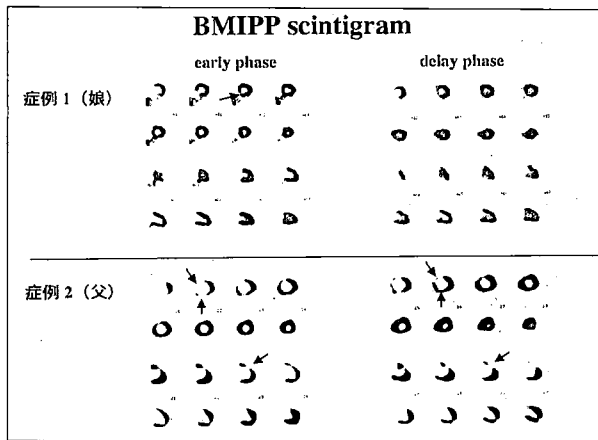 BMIPP scintigram
early phase
delay phase
症例 1（娘）
症例 2（父）